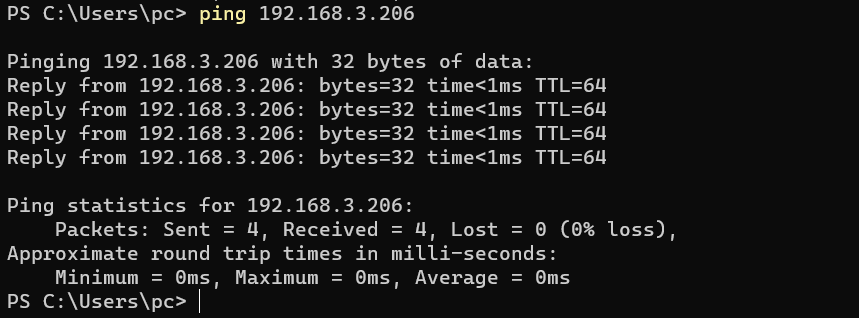 PS C:\Users\pc> ping 192.168.3.206
Pinging 192.168.3.206 with 32 bytes of data:
Reply from 192.168.3.206: bytes=32 time<1ms TTL=64
Reply from 192.168.3.206: bytes=32 time<1ms TTL=64
Reply from 192.168.3.206: bytes=32 time<1ms TTL=64
Reply from 192.168.3.206: bytes=32 time<1ms TTL=64
Ping statistics for 192.168.3.206:
    Packets: Sent = 4, Received = 4, Lost = 0 (0% loss),
Approximate round trip times in milli-seconds:
    Minimum = 0ms, Maximum = 0ms, Average = 0ms
PS C:\Users\pc>